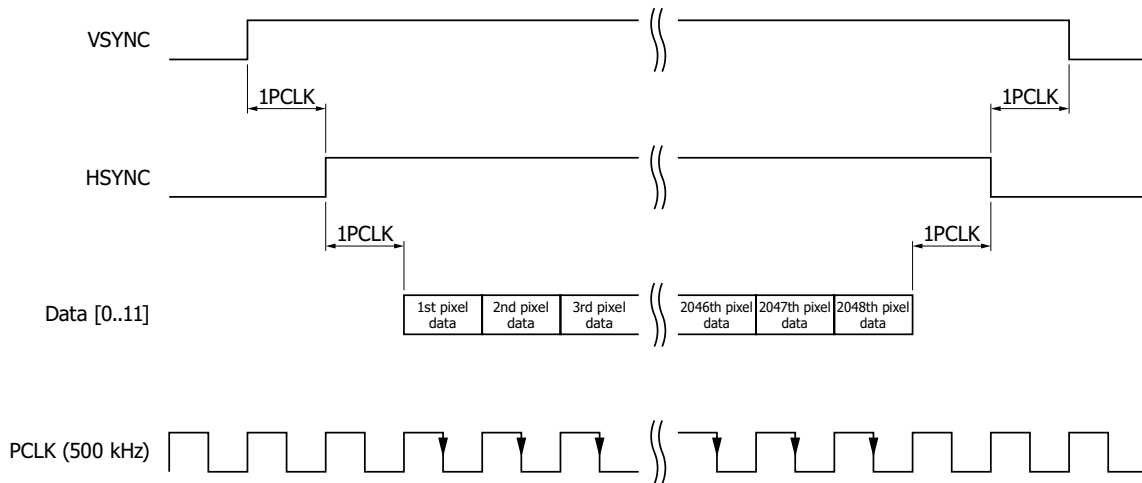 VSYNC
1PCLK
1PCLK
HSYNC
1PCLK
1PCLK
Data [0..11]
1st pixel
data
2nd pixel
data
3rd pixel
data
2046th pixel
data
2047th pixel
data
2048th pixel
data
PCLK (500 kHz)